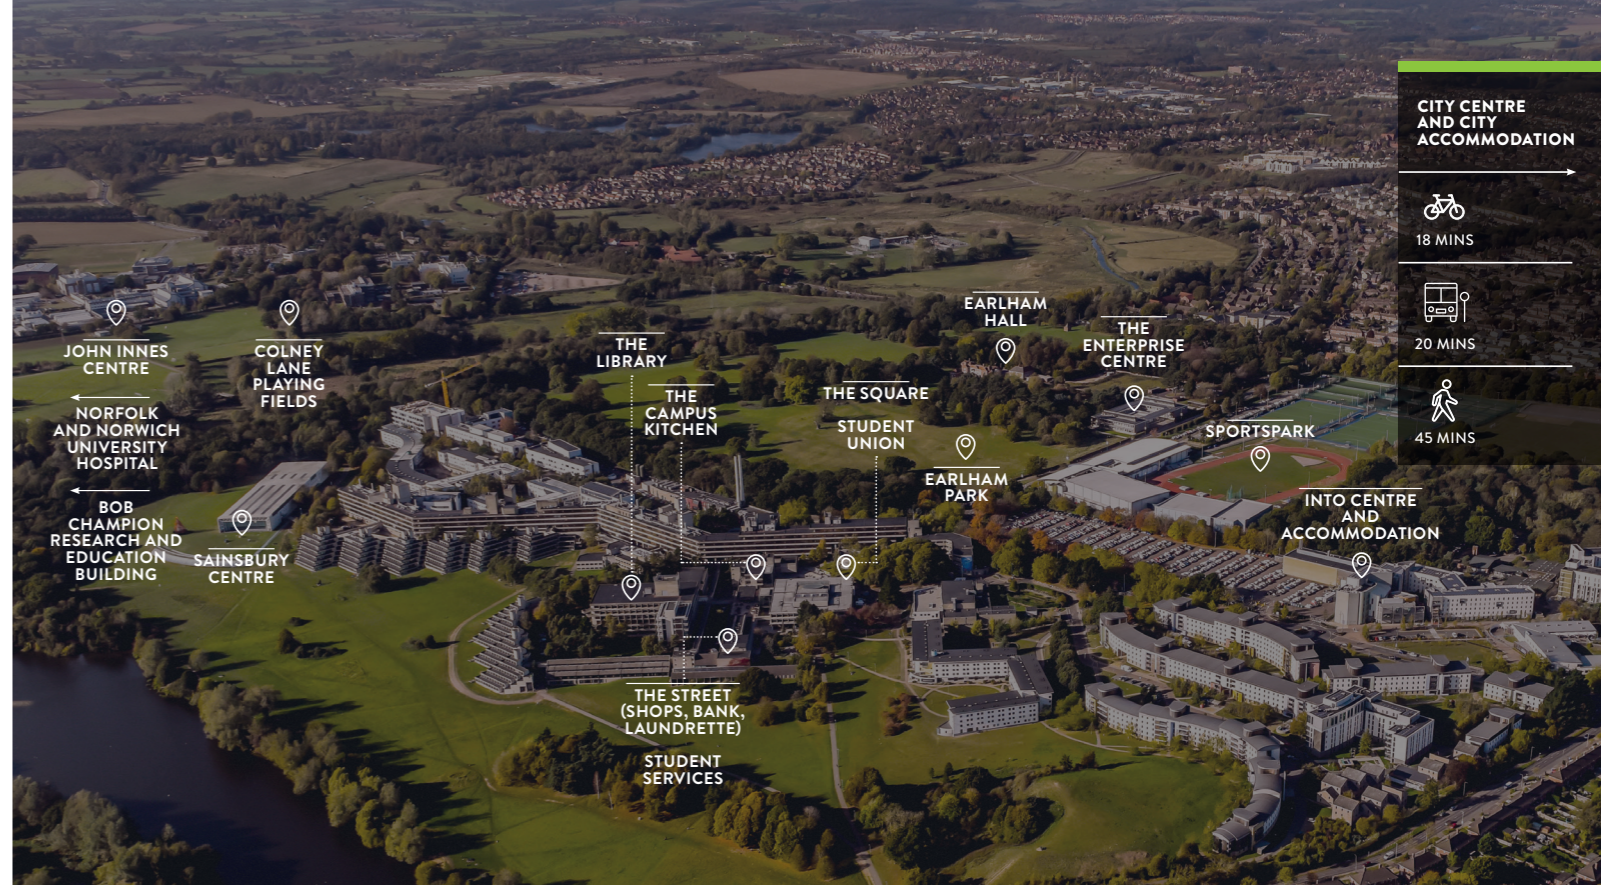 CITY CENTRE
AND CITY
ACCOMMODATION
18 MINS
20 MINS
45 MINS
EARLHAM
HALL
THE
ENTERPRISE
CENTRE
JOHN INNES
CENTRE
COLNEY
LANE
PLAYING
FIELDS
THE
LIBRARY
THE
CAMPUS
KITCHEN
THE SQUARE
STUDENT
UNION
NORFOLK
AND NORWICH
UNIVERSITY
HOSPITAL
EARLHAM
PARK
SPORTSPARK
INTO CENTRE
AND
ACCOMMODATION
BOB
CHAMPION
RESEARCH AND
EDUCATION
BUILDING
SAINSBURY
CENTRE
THE STREET
(SHOPS, BANK,
LAUNDRETTE)
STUDENT
SERVICES